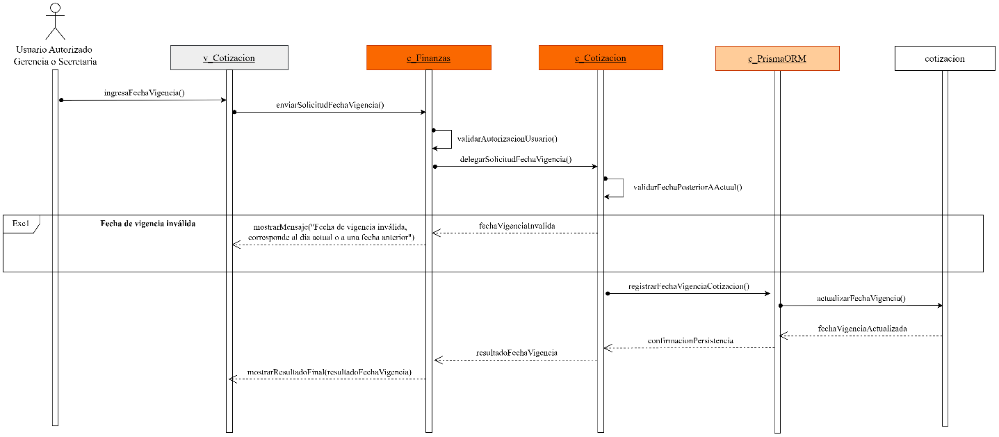 Usuario Autorizado
Gerencia o Secretaria
v_Cotizacion
c_Finanzas
c_Cotizacion
c_PrismaORM
cotizacion
ingresaFechaVigencia()
enviarSolicitudFechaVigencia()
validarAutorizacionUsuario()
delegarSolicitudFechaVigencia()
validarFechaPosteriorAActual()
Exc1
Fecha de vigencia inválida
fechaVigenciaInvalida
mostrarMensaje("Fecha de vigencia inválida,
corresponde al día actual o a una fecha anterior")
registrarFechaVigenciaCotizacion()
actualizarFechaVigencia()
fechaVigenciaActualizada
confirmacionPersistencia
resultadoFechaVigencia
mostrarResultadoFinal(resultadoFechaVigencia)